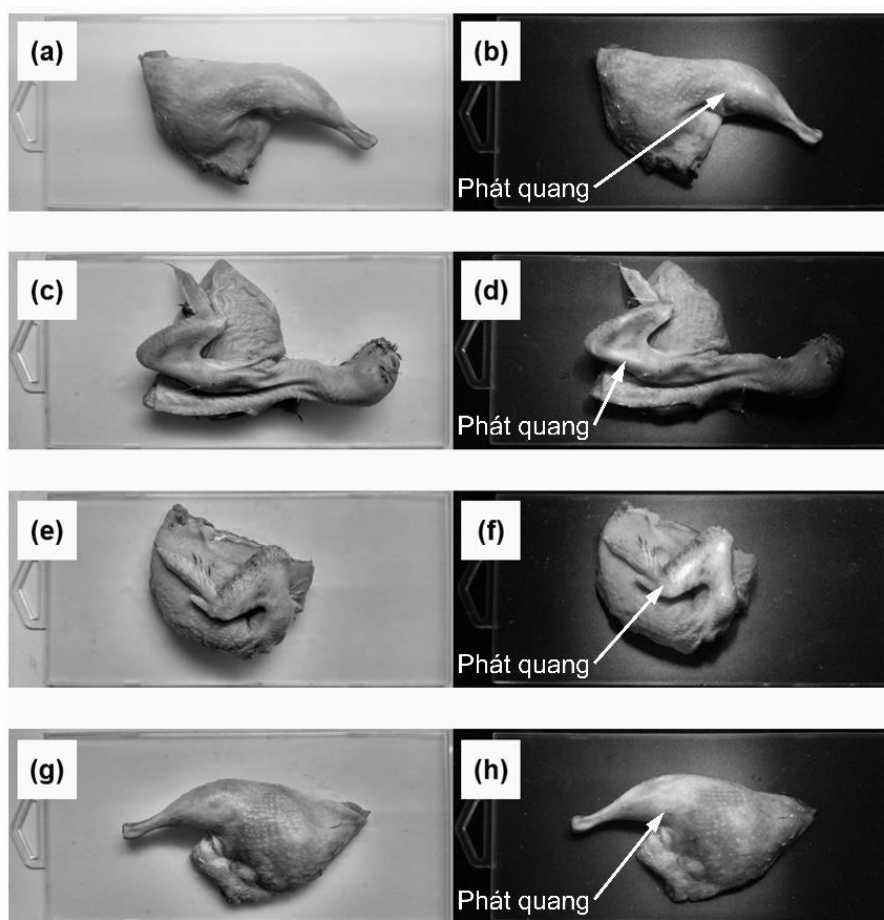 (a)
(b)
Phát quang
(c)
(d)
Phát quang
(e)
(f)
Phát quang
(g)
(h)
Phát quang